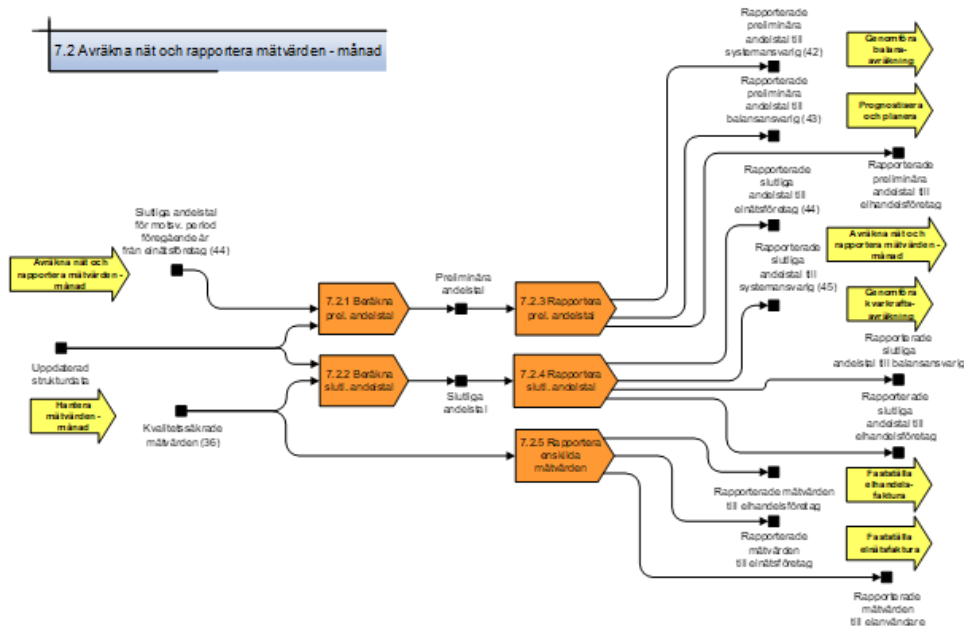 7.2 Avräkna nät och rapportera mätvärden - månad
Rapporterade
preliminära
andelstal till
systemansvarig (42)
Genomföra
balans-
avräkning
Rapporterade
preliminära
andelstal till
balansansvarig (43)
Prognostisera
och planera
Rapporterade
preliminära
andelstal till
elhandelsföretag
Rapporterade
slutliga
andelstal till
elnätsföretag (44)
Slutliga andelstal
för motsv. period
föregående år
från elnätsföretag (44)
Avräkna nät och
rapportera mätvärden -
månad
Rapporterade
slutliga
andelstal till
systemansvarig (45)
Avräkna nät och
rapportera mätvärden -
månad
Preliminära
andelstal
7.2.1 Beräkna
prel. andelstal
7.2.3 Rapportera
prel. andelstal
Genomföra
kvarkrafts-
avräkning
Rapporterade
slutliga
andelstal till balansansvarig
Uppdaterad
strukturdata
7.2.2 Beräkna
slutl. andelstal
Slutliga
andelstal
7.2.4 Rapportera
slutl. andelstal
Rapporterade
slutliga
andelstal till
elhandelsföretag
Hantera
mätvärden -
månad
Kvalitetssäkrade
mätvärden (36)
7.2.5 Rapportera
enskilda
mätvärden
Rapporterade mätvärden
till elhandelsföretag
Fastställa
elhandels-
faktura
Rapporterade
mätvärden
till elnätsföretag
Fastställa
elnätsfaktura
Rapporterade
mätvärden
till elanvändare